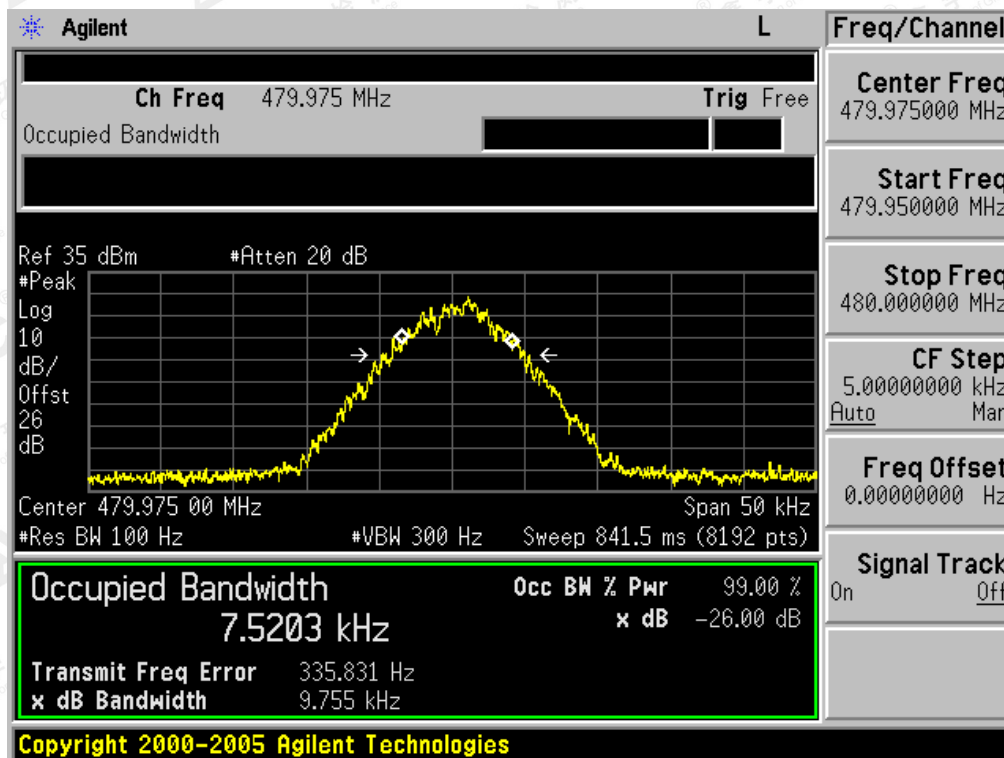 Agilent L
Freq/Channel
Ch Freq 479.975 MHz Trig Free
Occupied Bandwidth
Center Freq
479.975000 MHz
Start Freq
479.950000 MHz
Stop Freq
480.000000 MHz
CF Step
5.00000000 kHz
Auto Man
Freq Offset
0.00000000 Hz
Signal Track
On Off
Ref 35 dBm #Atten 20 dB
#Peak
Log
10
dB/
Offst
26
dB
Center 479.975 00 MHz Span 50 kHz
#Res BW 100 Hz #VBW 300 Hz Sweep 841.5 ms (8192 pts)
Occupied Bandwidth Occ BW % Pwr 99.00 %
7.5203 kHz x dB -26.00 dB
Transmit Freq Error 335.831 Hz
x dB Bandwidth 9.755 kHz
Copyright 2000-2005 Agilent Technologies